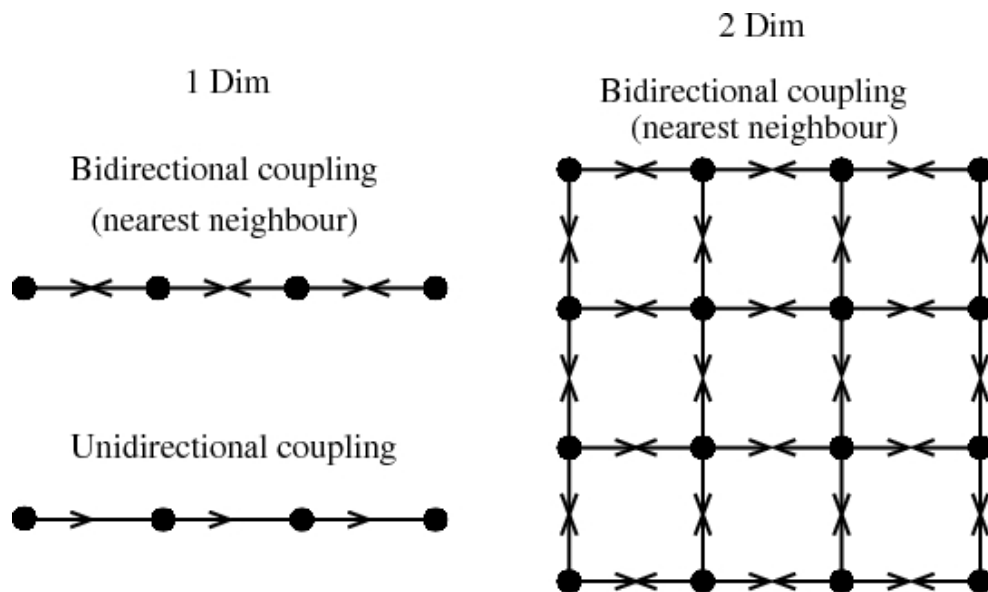 1 Dim
Bidirectional coupling
(nearest neighbour)
Unidirectional coupling
2 Dim
Bidirectional coupling
(nearest neighbour)